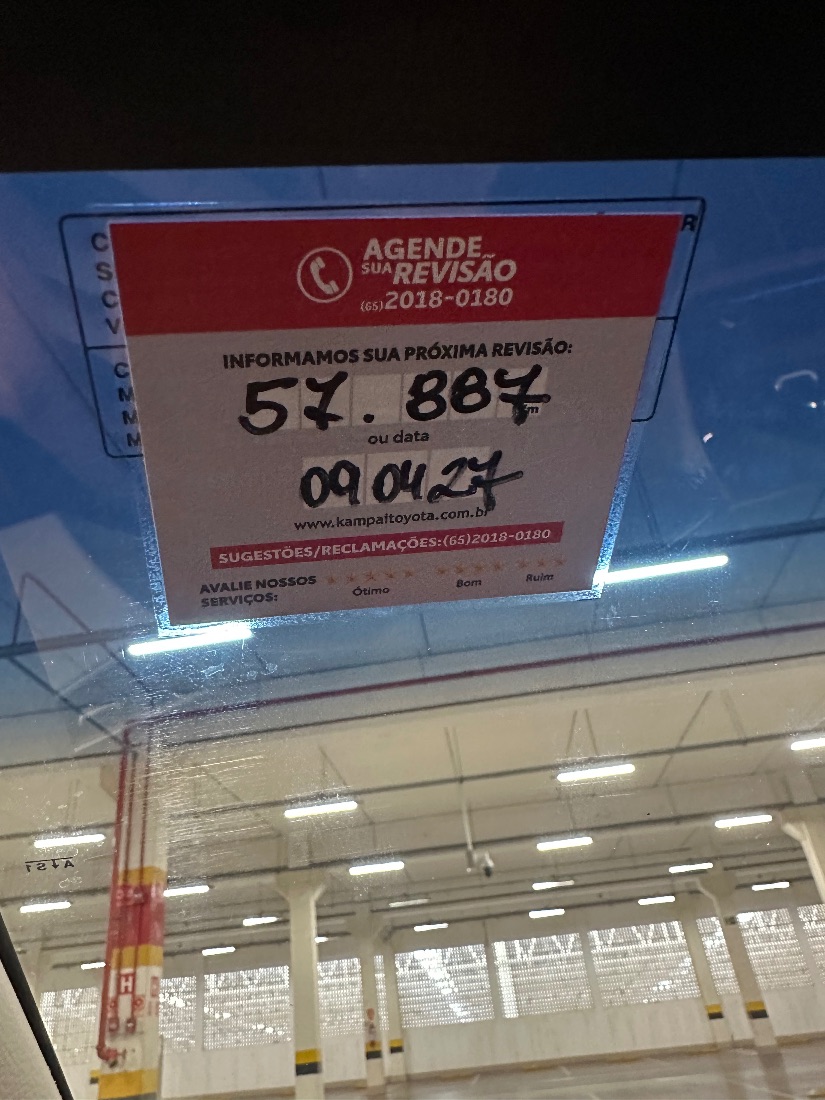 AGENDE
SUA REVISÃO
(65)2018-0180
INFORMAMOS SUA PRÓXIMA REVISÃO:
57.887
km
ou data
09 04 27
www.kampaitoyota.com.br
SUGESTÕES/RECLAMAÇÕES:(65)2018-0180
AVALIE NOSSOS
SERVIÇOS:
Ótimo Bom Ruim
C R
S
C
V
C
M
M
M
H